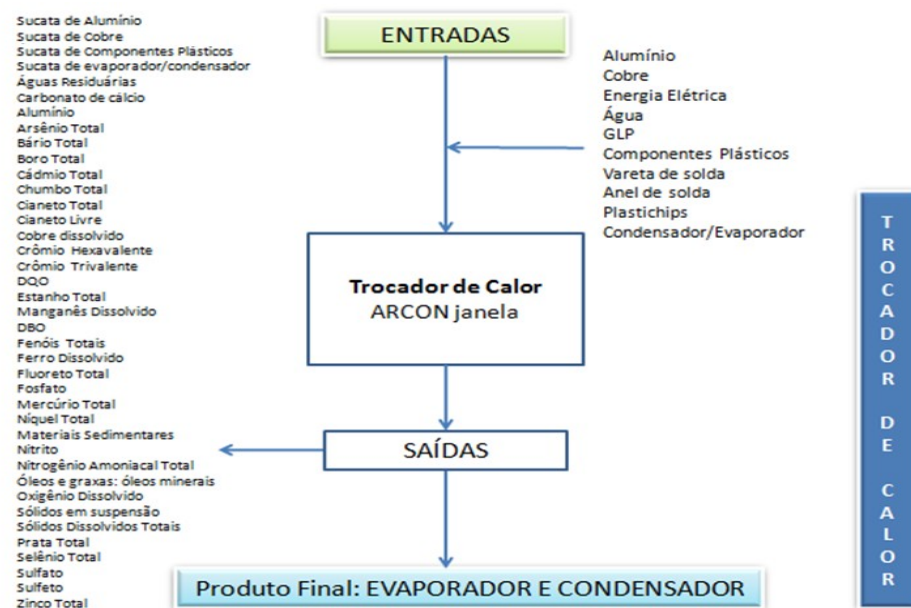 Sucata de Alumínio
Sucata de Cobre
Sucata de Componentes Plásticos
Sucata de evaporador/condensador
Águas Residuárias
Carbonato de cálcio
Alumínio
Arsênio Total
Bário Total
Boro Total
Cádmio Total
Chumbo Total
Cianeto Total
Cianeto Livre
Cobre dissolvido
Crômio Hexavalente
Crômio Trivalente
DQO
Estanho Total
Manganês Dissolvido
DBO
Fenóis Totais
Ferro Dissolvido
Fluoreto Total
Fosfato
Mercúrio Total
Níquel Total
Materiais Sedimentares
Nitrito
Nitrogênio Amoniacal Total
Óleos e graxas: óleos minerais
Oxigênio Dissolvido
Sólidos em suspensão
Sólidos Dissolvidos Totais
Prata Total
Selênio Total
Sulfato
Sulfeto
Zinco Total
ENTRADAS
Alumínio
Cobre
Energia Elétrica
Água
GLP
Componentes Plásticos
Vareta de solda
Anel de solda
Plastichips
Condensador/Evaporador
Trocador de Calor
ARCON janela
SAÍDAS
Produto Final: EVAPORADOR E CONDENSADOR
TROCADOR DE CALOR